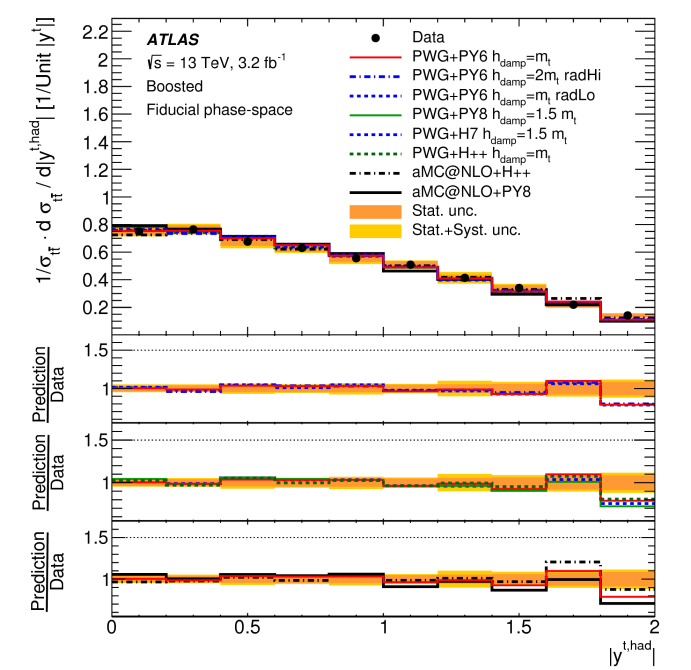 ATLAS
√s = 13 TeV, 3.2 fb⁻¹
Boosted
Fiducial phase-space
Data
PWG+PY6 h_damp=m_t
PWG+PY6 h_damp=2m_t radHi
PWG+PY6 h_damp=m_t radLo
PWG+PY8 h_damp=1.5 m_t
PWG+H7 h_damp=1.5 m_t
PWG+H++ h_damp=m_t
aMC@NLO+H++
aMC@NLO+PY8
Stat. unc.
Stat.+Syst. unc.
1/σ_tt̄ · d σ_tt̄ / d|y^{t,had}| [1/Unit |y^t|]
2.2
2
1.8
1.6
1.4
1.2
1
0.8
0.6
0.4
0.2
Prediction
Data
1.5
1
Prediction
Data
1.5
1
Prediction
Data
1.5
1
0 0.5 1 1.5 2
|y^{t,had}|